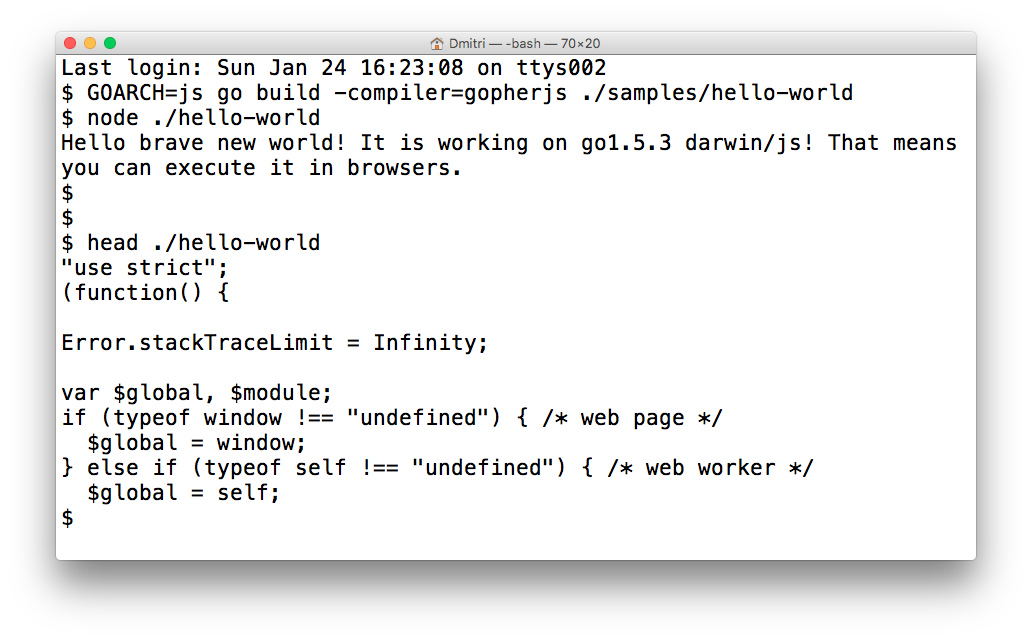 Dmitri — -bash — 70×20
Last login: Sun Jan 24 16:23:08 on ttys002
$ GOARCH=js go build -compiler=gopherjs ./samples/hello-world
$ node ./hello-world
Hello brave new world! It is working on go1.5.3 darwin/js! That means
you can execute it in browsers.
$
$
$ head ./hello-world
"use strict";
(function() {

Error.stackTraceLimit = Infinity;

var $global, $module;
if (typeof window !== "undefined") { /* web page */
  $global = window;
} else if (typeof self !== "undefined") { /* web worker */
  $global = self;
$